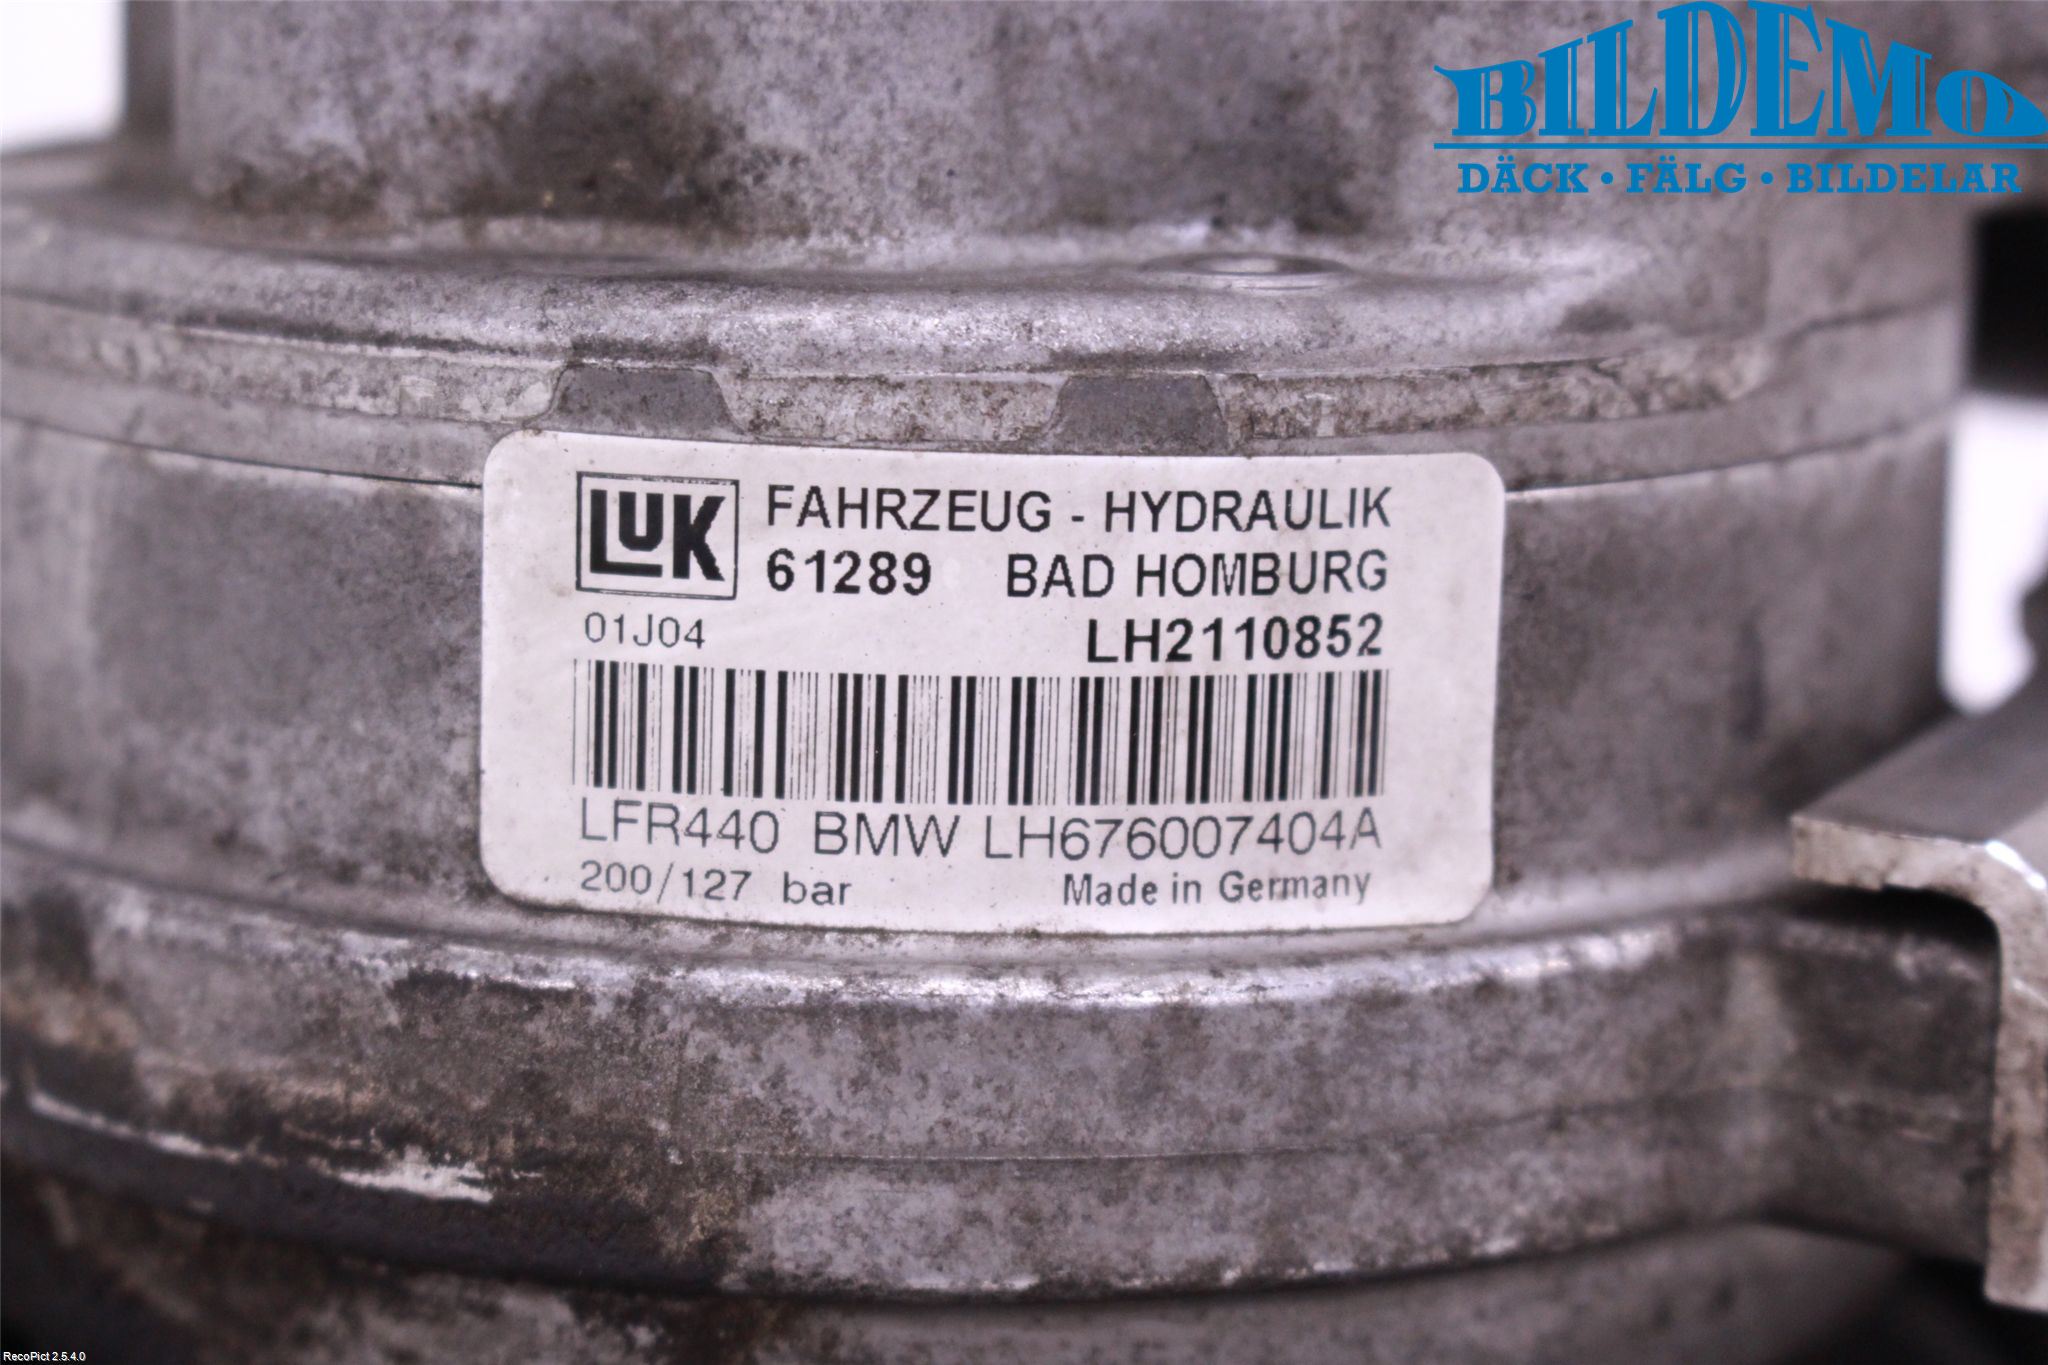 BILDEMO
DÄCK • FÄLG • BILDELAR
LUK FAHRZEUG - HYDRAULIK
61289 BAD HOMBURG
01J04 LH2110852
LFR440 BMW LH676007404A
200/127 bar Made in Germany
RecoPict 2.5.4.0